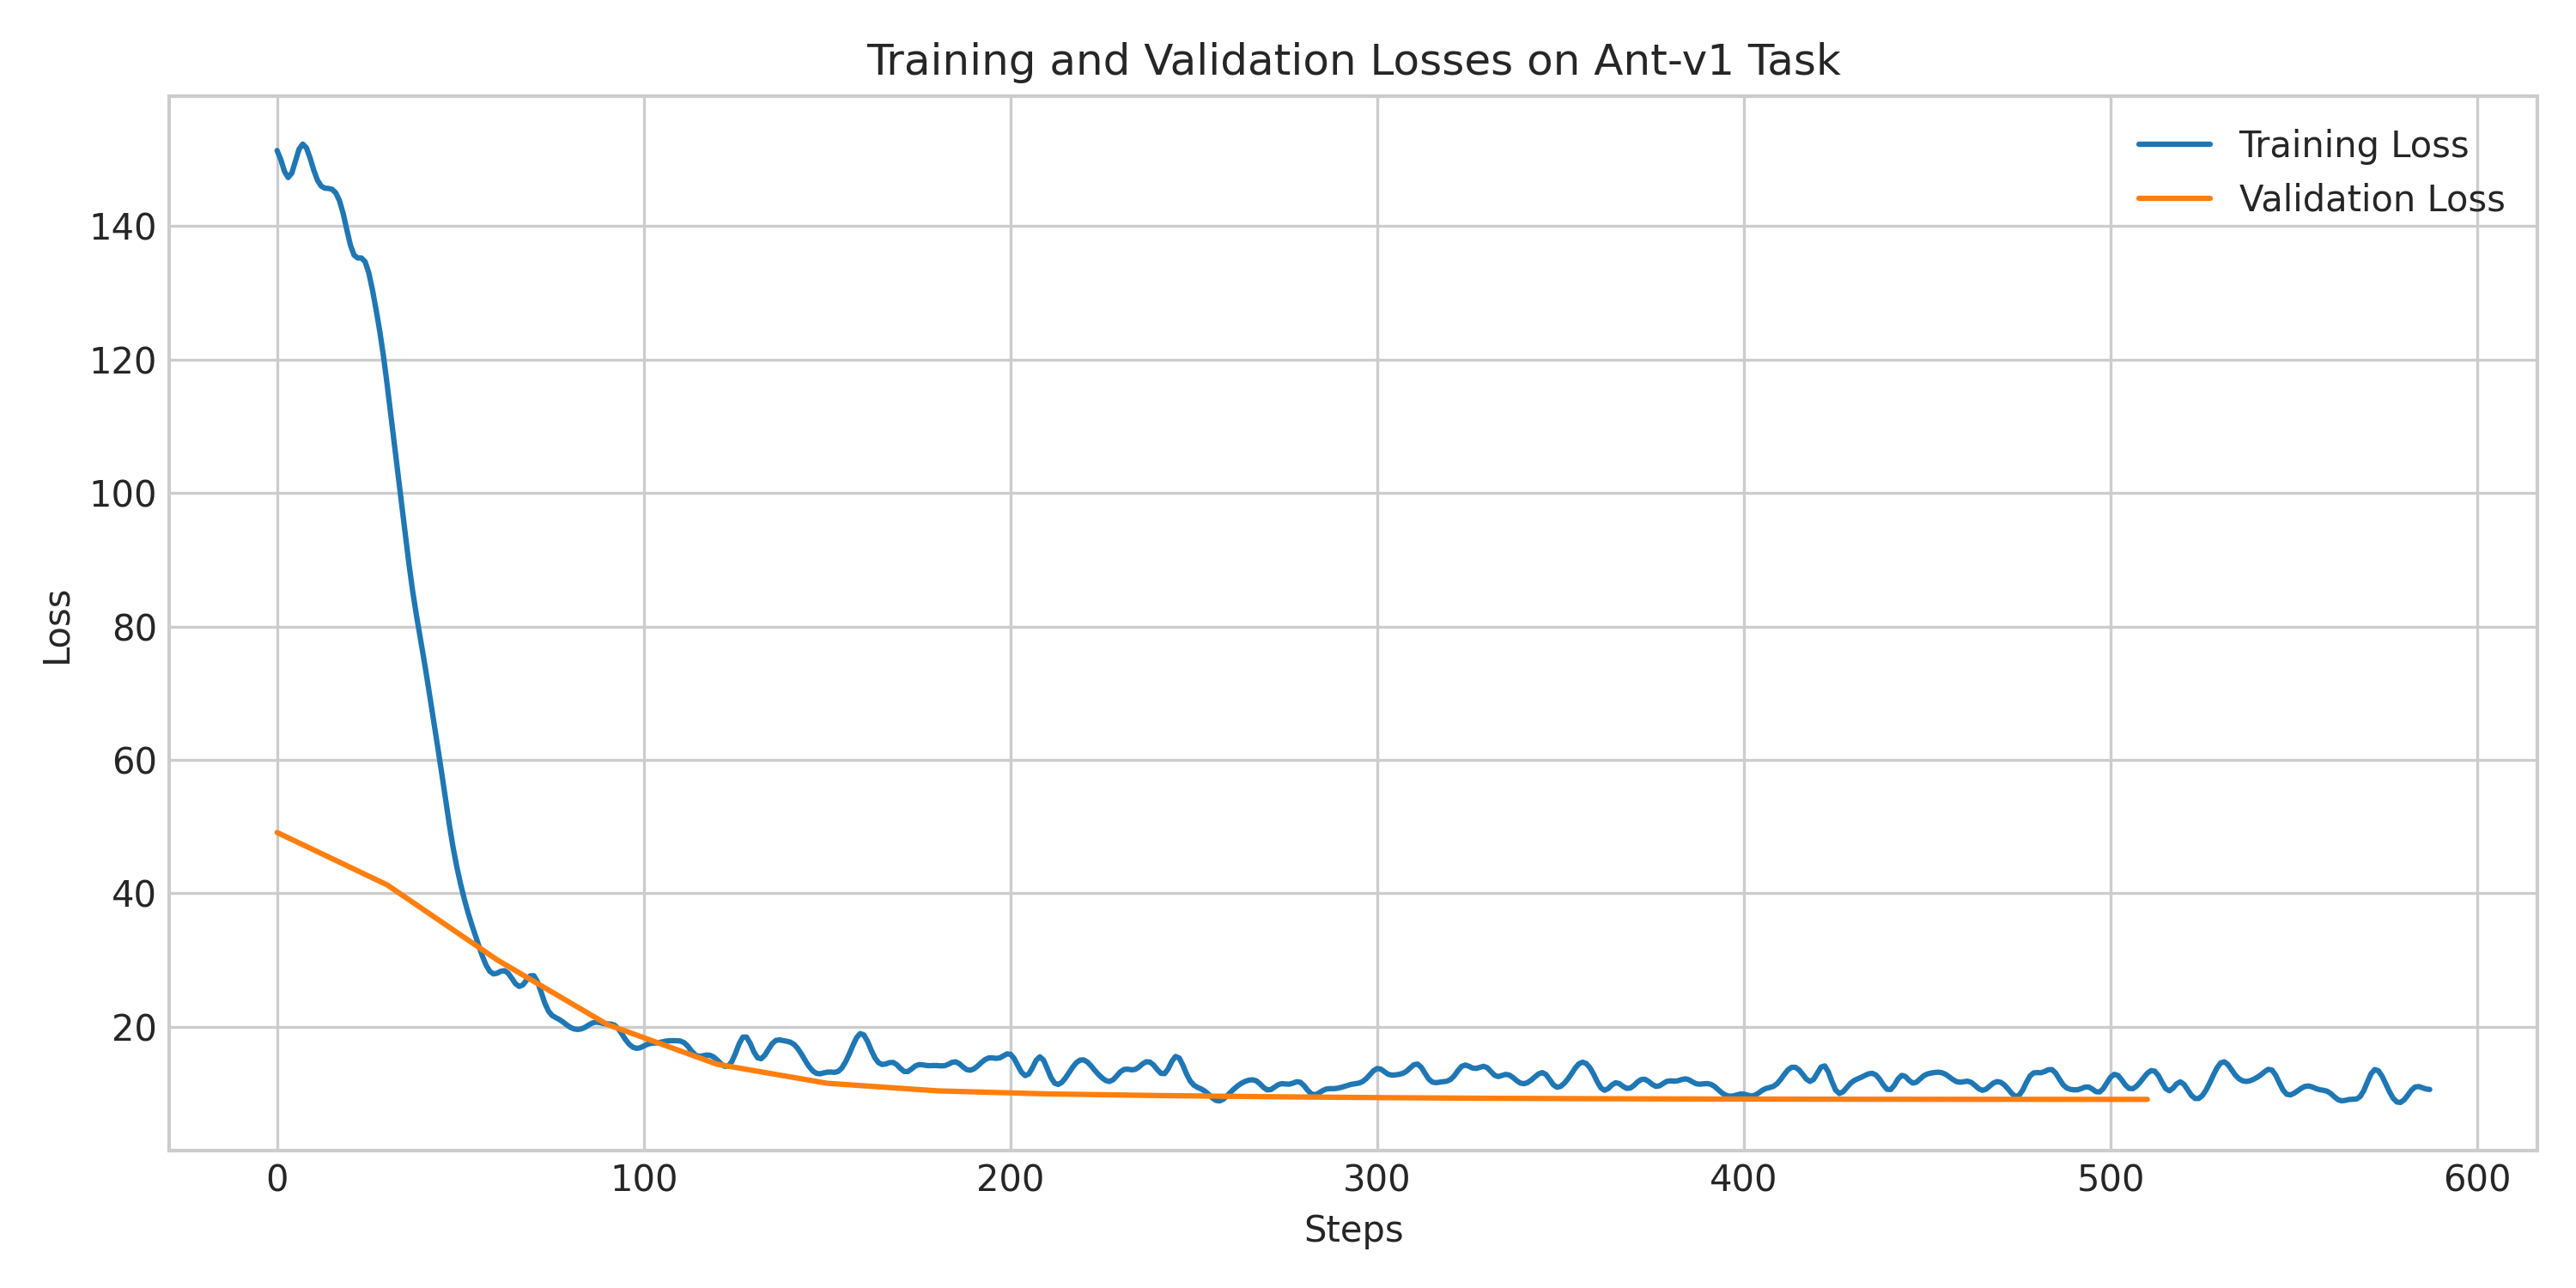 Training and Validation Losses on Ant-v1 Task
Training Loss
Validation Loss
140
120
100
80
60
40
20
Loss
0 100 200 300 400 500 600
Steps